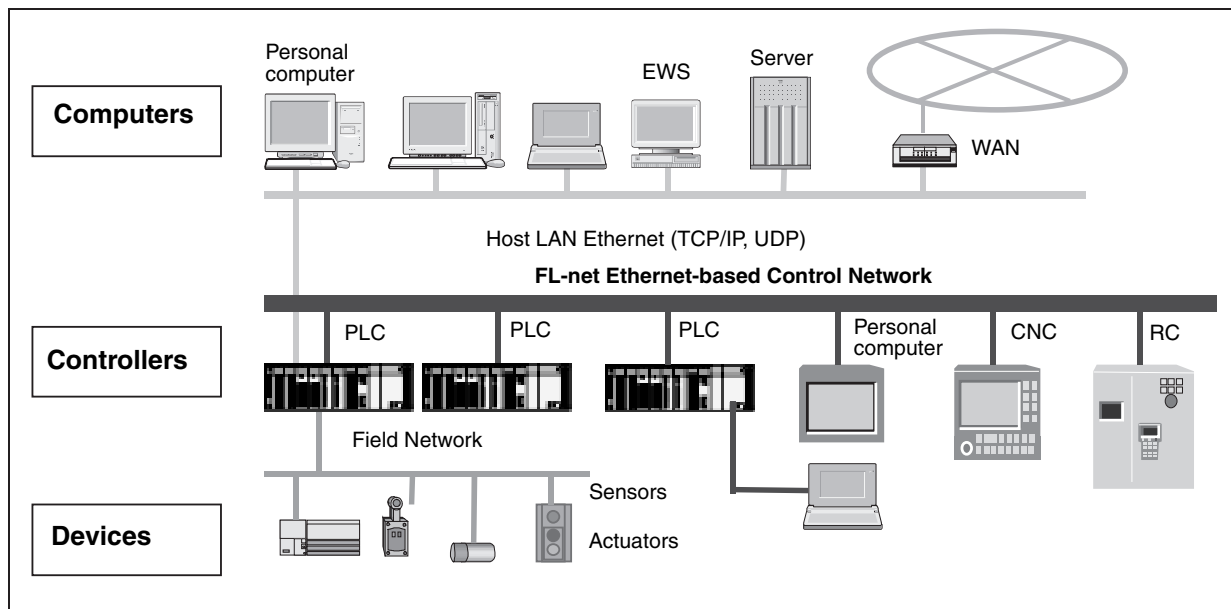 Personal
computer
EWS
Server
Computers
WAN
Host LAN Ethernet (TCP/IP, UDP)
FL-net Ethernet-based Control Network
PLC
PLC
PLC
Personal
computer
CNC
RC
Controllers
Field Network
Sensors
Devices
Actuators